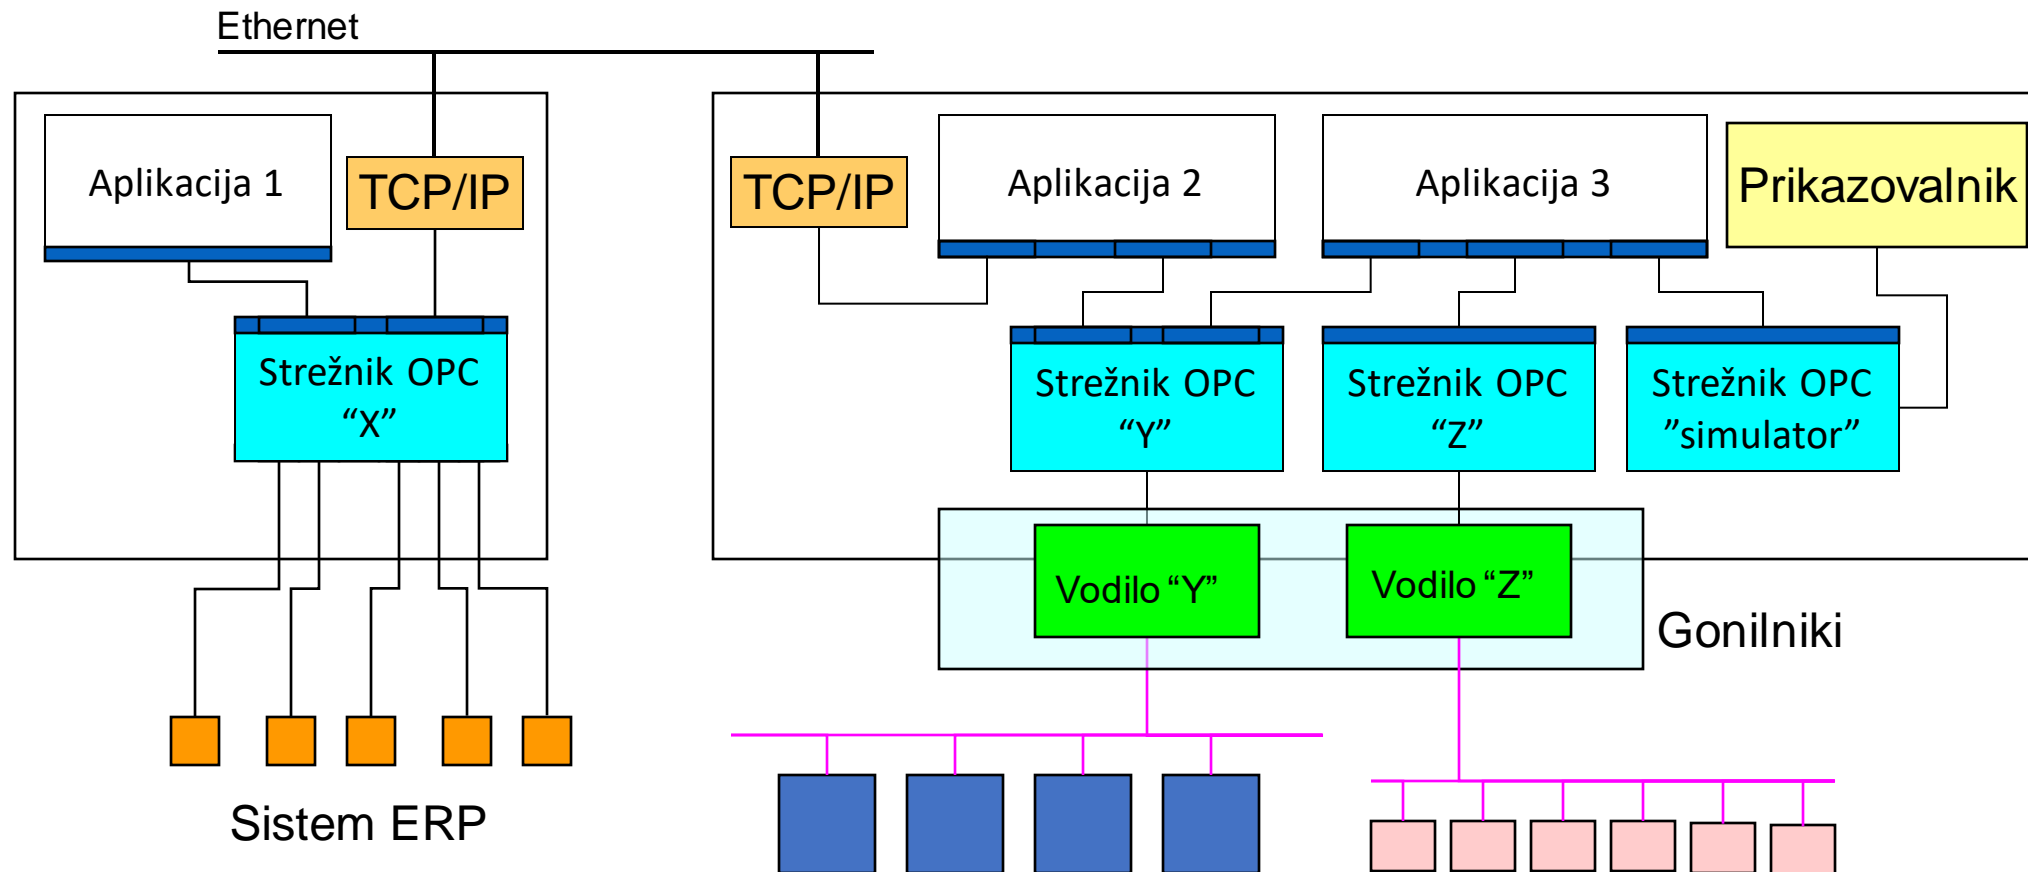 Ethernet
Aplikacija 1
TCP/IP
TCP/IP
Aplikacija 2
Aplikacija 3
Prikazovalnik
Strežnik OPC
“X”
Strežnik OPC
“Y”
Strežnik OPC
“Z”
Strežnik OPC
”simulator”
Vodilo “Y”
Vodilo “Z”
Gonilniki
Sistem ERP